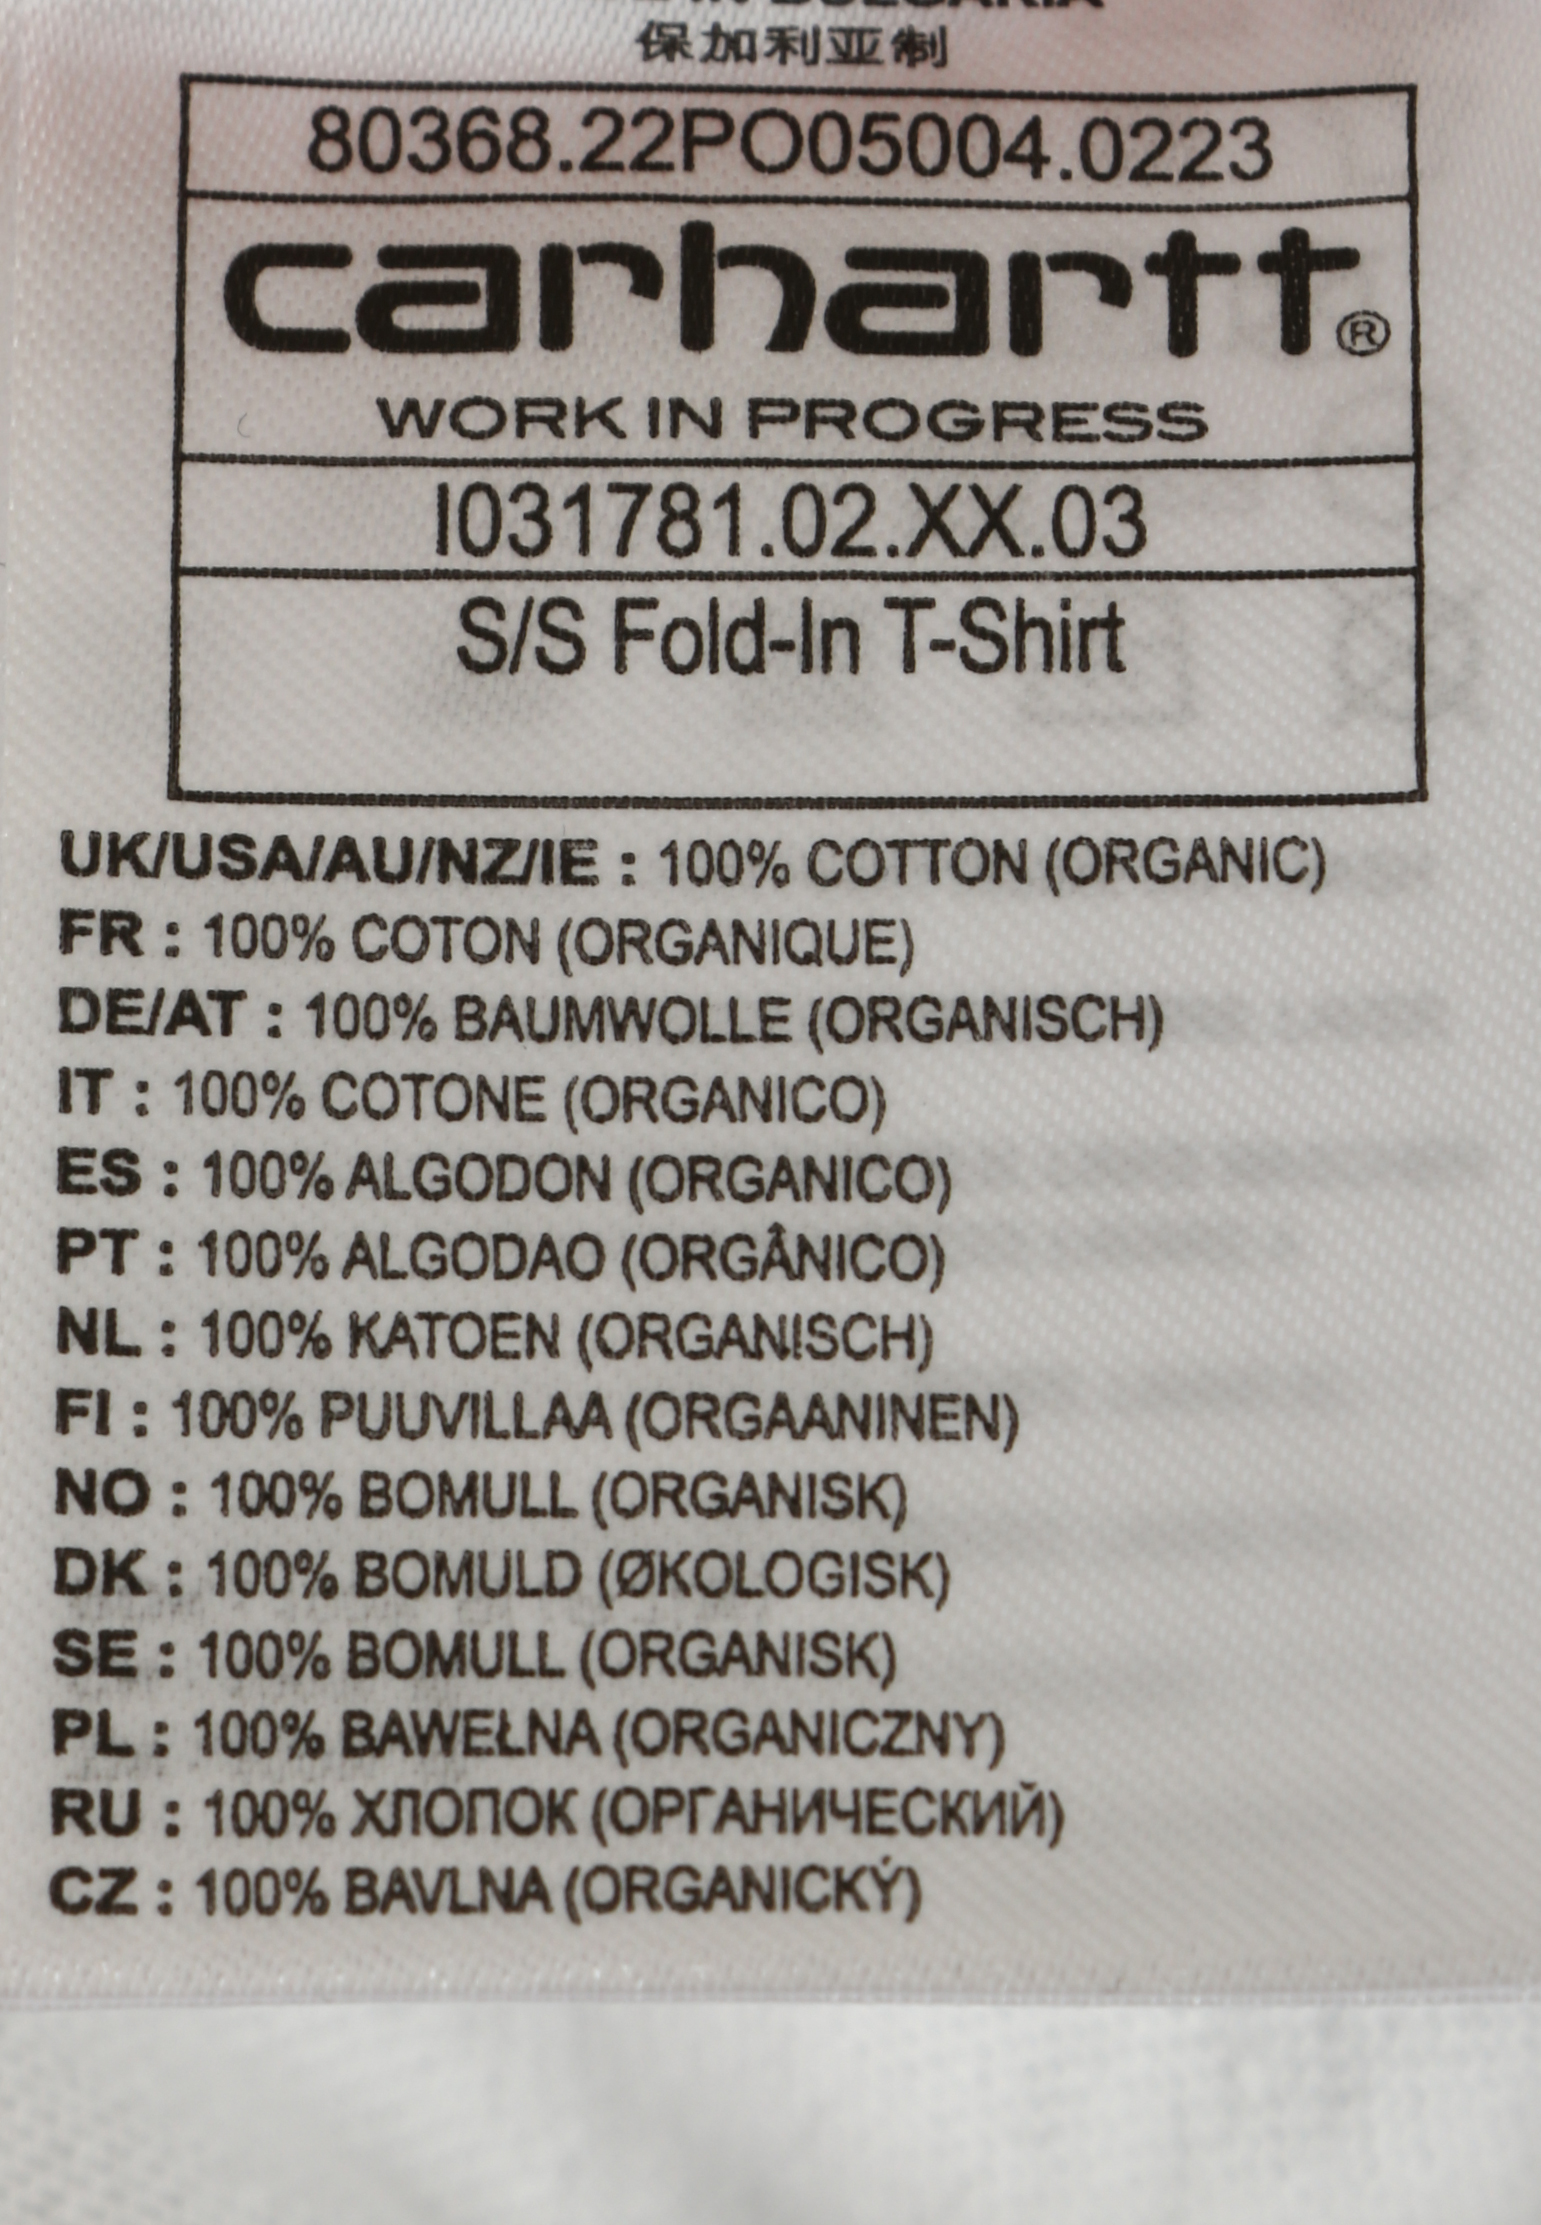 IN BULGARIA
保加利亚制
80368.22PO05004.0223
carhartt®
WORK IN PROGRESS
I031781.02.XX.03
S/S Fold-In T-Shirt
UK/USA/AU/NZ/IE : 100% COTTON (ORGANIC)
FR : 100% COTON (ORGANIQUE)
DE/AT : 100% BAUMWOLLE (ORGANISCH)
IT : 100% COTONE (ORGANICO)
ES : 100% ALGODON (ORGANICO)
PT : 100% ALGODAO (ORGÂNICO)
NL : 100% KATOEN (ORGANISCH)
FI : 100% PUUVILLAA (ORGAANINEN)
NO : 100% BOMULL (ORGANISK)
DK : 100% BOMULD (ØKOLOGISK)
SE : 100% BOMULL (ORGANISK)
PL : 100% BAWEŁNA (ORGANICZNY)
RU : 100% ХЛОПОК (ОРГАНИЧЕСКИЙ)
CZ : 100% BAVLNA (ORGANICKÝ)